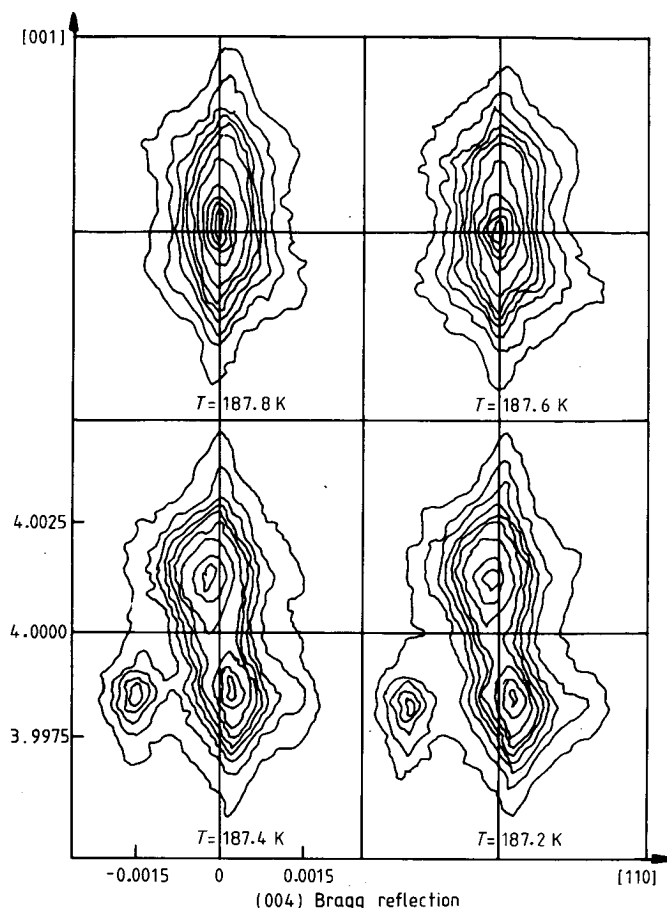 [001]
T= 187.8 K
T= 187.6 K
4.0025
4.0000
3.9975
T= 187.4 K
T= 187.2 K
-0.0015 0 0.0015 [110]
(004) Bragg reflection